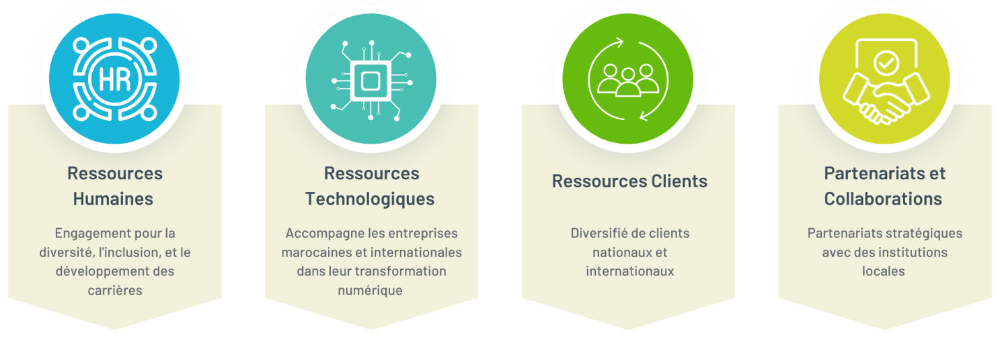 HR
Ressources
Humaines
Engagement pour la
diversité, l'inclusion, et le
développement des
carrières
Ressources
Technologiques
Accompagne les entreprises
marocaines et internationales
dans leur transformation
numérique
Ressources Clients
Diversifié de clients
nationaux et
internationaux
Partenariats et
Collaborations
Partenariats stratégiques
avec des institutions
locales